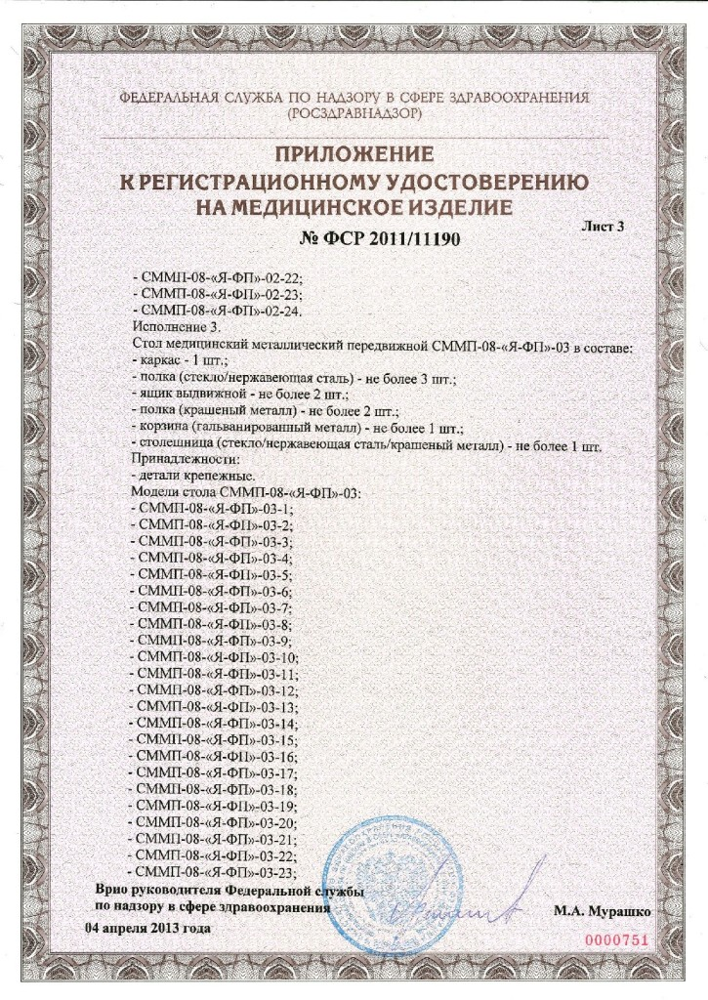 ФЕДЕРАЛЬНАЯ СЛУЖБА ПО НАДЗОРУ В СФЕРЕ ЗДРАВООХРАНЕНИЯ
(РОСЗДРАВНАДЗОР)
ПРИЛОЖЕНИЕ
К РЕГИСТРАЦИОННОМУ УДОСТОВЕРЕНИЮ
НА МЕДИЦИНСКОЕ ИЗДЕЛИЕ
Лист 3
№ ФСР 2011/11190
- СММП-08-«Я-ФП»-02-22;
- СММП-08-«Я-ФП»-02-23;
- СММП-08-«Я-ФП»-02-24.
Исполнение 3.
Стол медицинский металлический передвижной СММП-08-«Я-ФП»-03 в составе:
- каркас - 1 шт.;
- полка (стекло/нержавеющая сталь) - не более 3 шт.;
- ящик выдвижной - не более 2 шт.;
- полка (крашеный металл) - не более 2 шт.;
- корзина (гальванированный металл) - не более 1 шт.;
- столешница (стекло/нержавеющая сталь/крашеный металл) - не более 1 шт.
Принадлежности:
- детали крепежные.
Модели стола СММП-08-«Я-ФП»-03:
- СММП-08-«Я-ФП»-03-1;
- СММП-08-«Я-ФП»-03-2;
- СММП-08-«Я-ФП»-03-3;
- СММП-08-«Я-ФП»-03-4;
- СММП-08-«Я-ФП»-03-5;
- СММП-08-«Я-ФП»-03-6;
- СММП-08-«Я-ФП»-03-7;
- СММП-08-«Я-ФП»-03-8;
- СММП-08-«Я-ФП»-03-9;
- СММП-08-«Я-ФП»-03-10;
- СММП-08-«Я-ФП»-03-11;
- СММП-08-«Я-ФП»-03-12;
- СММП-08-«Я-ФП»-03-13;
- СММП-08-«Я-ФП»-03-14;
- СММП-08-«Я-ФП»-03-15;
- СММП-08-«Я-ФП»-03-16;
- СММП-08-«Я-ФП»-03-17;
- СММП-08-«Я-ФП»-03-18;
- СММП-08-«Я-ФП»-03-19;
- СММП-08-«Я-ФП»-03-20;
- СММП-08-«Я-ФП»-03-21;
- СММП-08-«Я-ФП»-03-22;
- СММП-08-«Я-ФП»-03-23;
Врио руководителя Федеральной службы
по надзору в сфере здравоохранения
М.А. Мурашко
04 апреля 2013 года
0000751